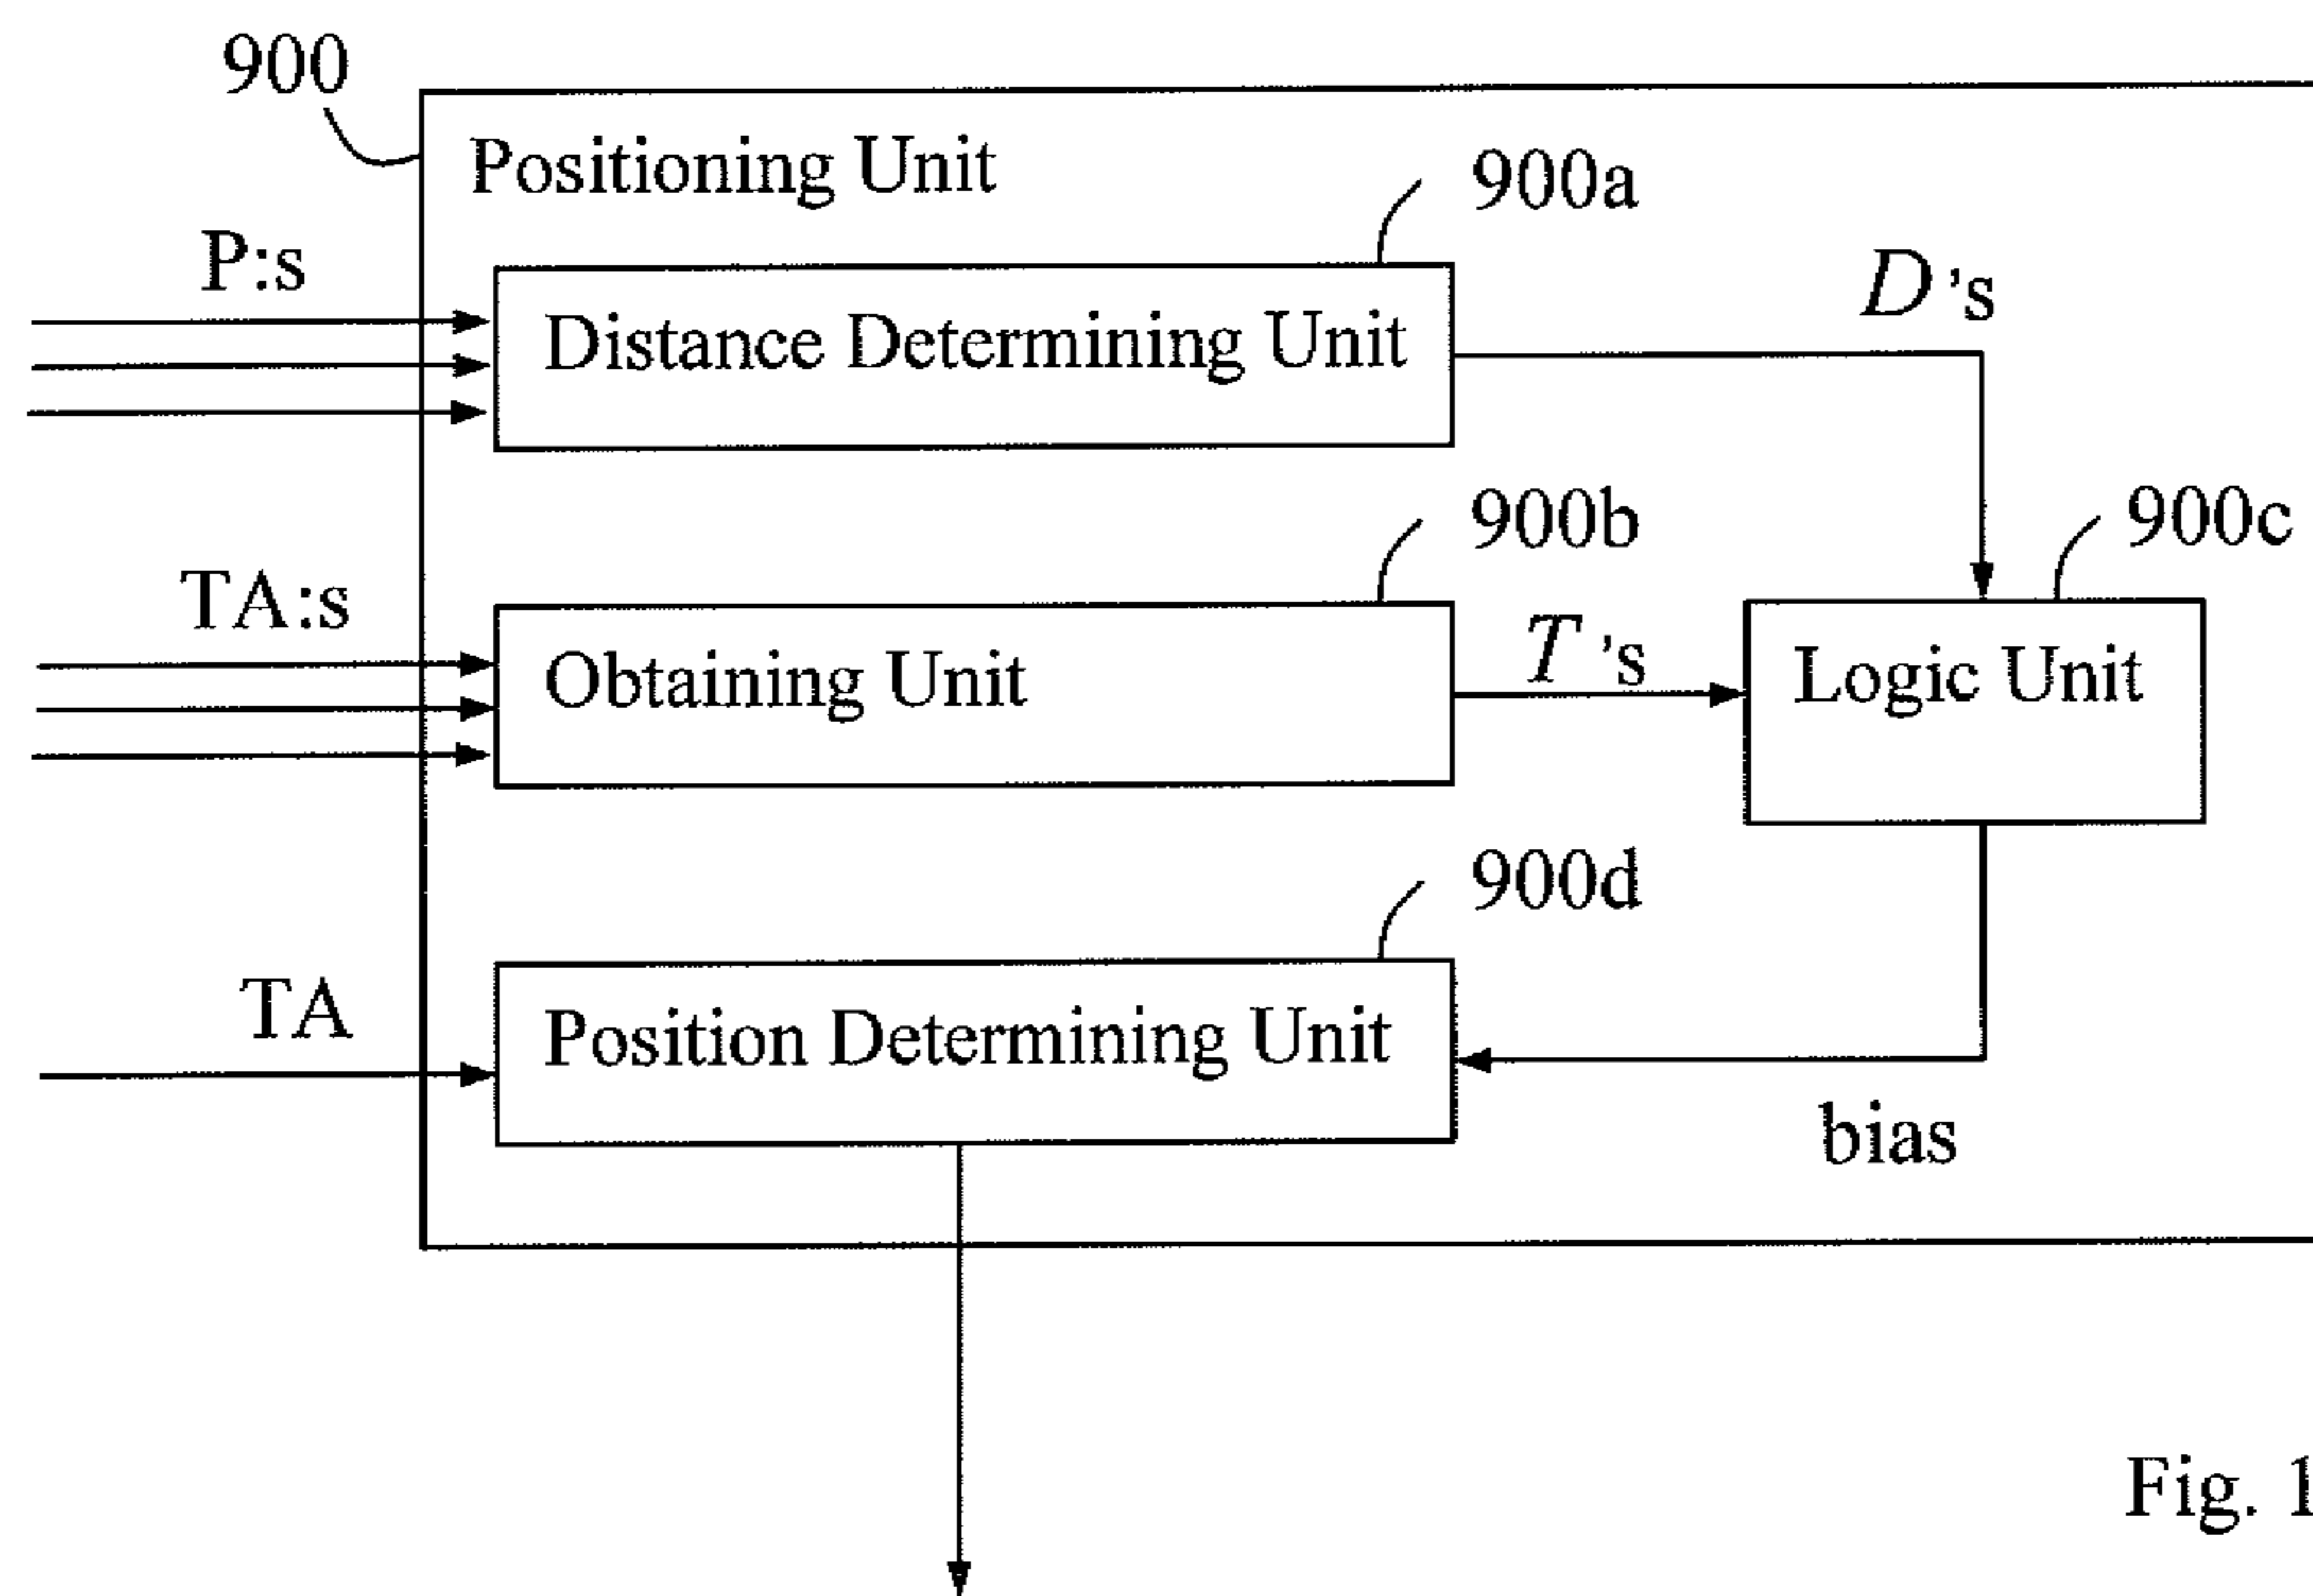 900
Positioning Unit
900a
P:s
D's
Distance Determining Unit
900b
900c
TA:s
T's
Obtaining Unit
Logic Unit
900d
TA
Position Determining Unit
bias
Fig. 1